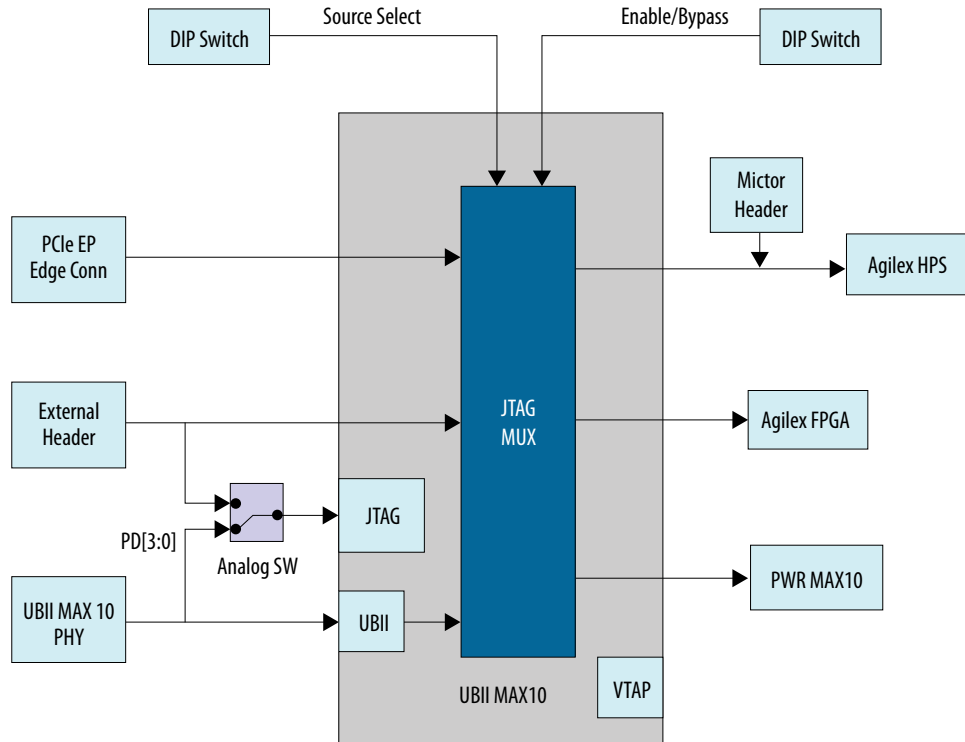 Source Select
Enable/Bypass
DIP Switch
DIP Switch
Mictor
Header
PCIe EP
Edge Conn
Agilex HPS
External
Header
JTAG
MUX
Agilex FPGA
JTAG
PD[3:0]
Analog SW
UBII MAX 10
PHY
UBII
PWR MAX10
UBII MAX10
VTAP